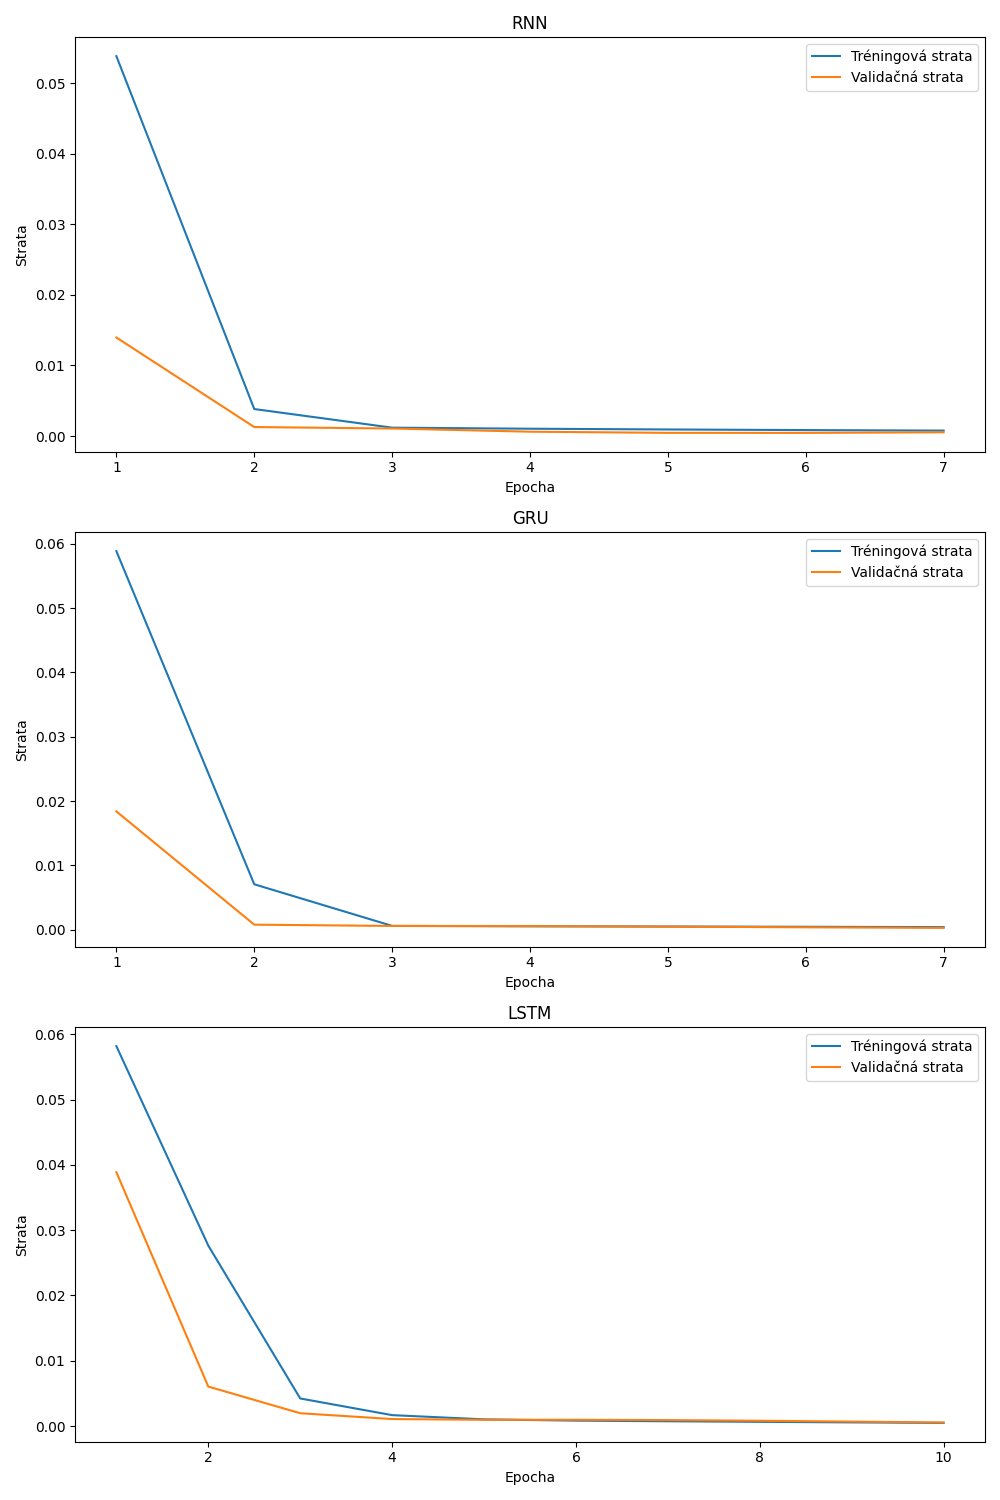 RNN
Tréningová strata
Validačná strata
0.05
0.04
0.03
0.02
0.01
0.00
Strata
1 2 3 4 5 6 7
Epocha
GRU
Tréningová strata
Validačná strata
0.06
0.05
0.04
0.03
0.02
0.01
0.00
Strata
1 2 3 4 5 6 7
Epocha
LSTM
Tréningová strata
Validačná strata
0.06
0.05
0.04
0.03
0.02
0.01
0.00
Strata
2 4 6 8 10
Epocha